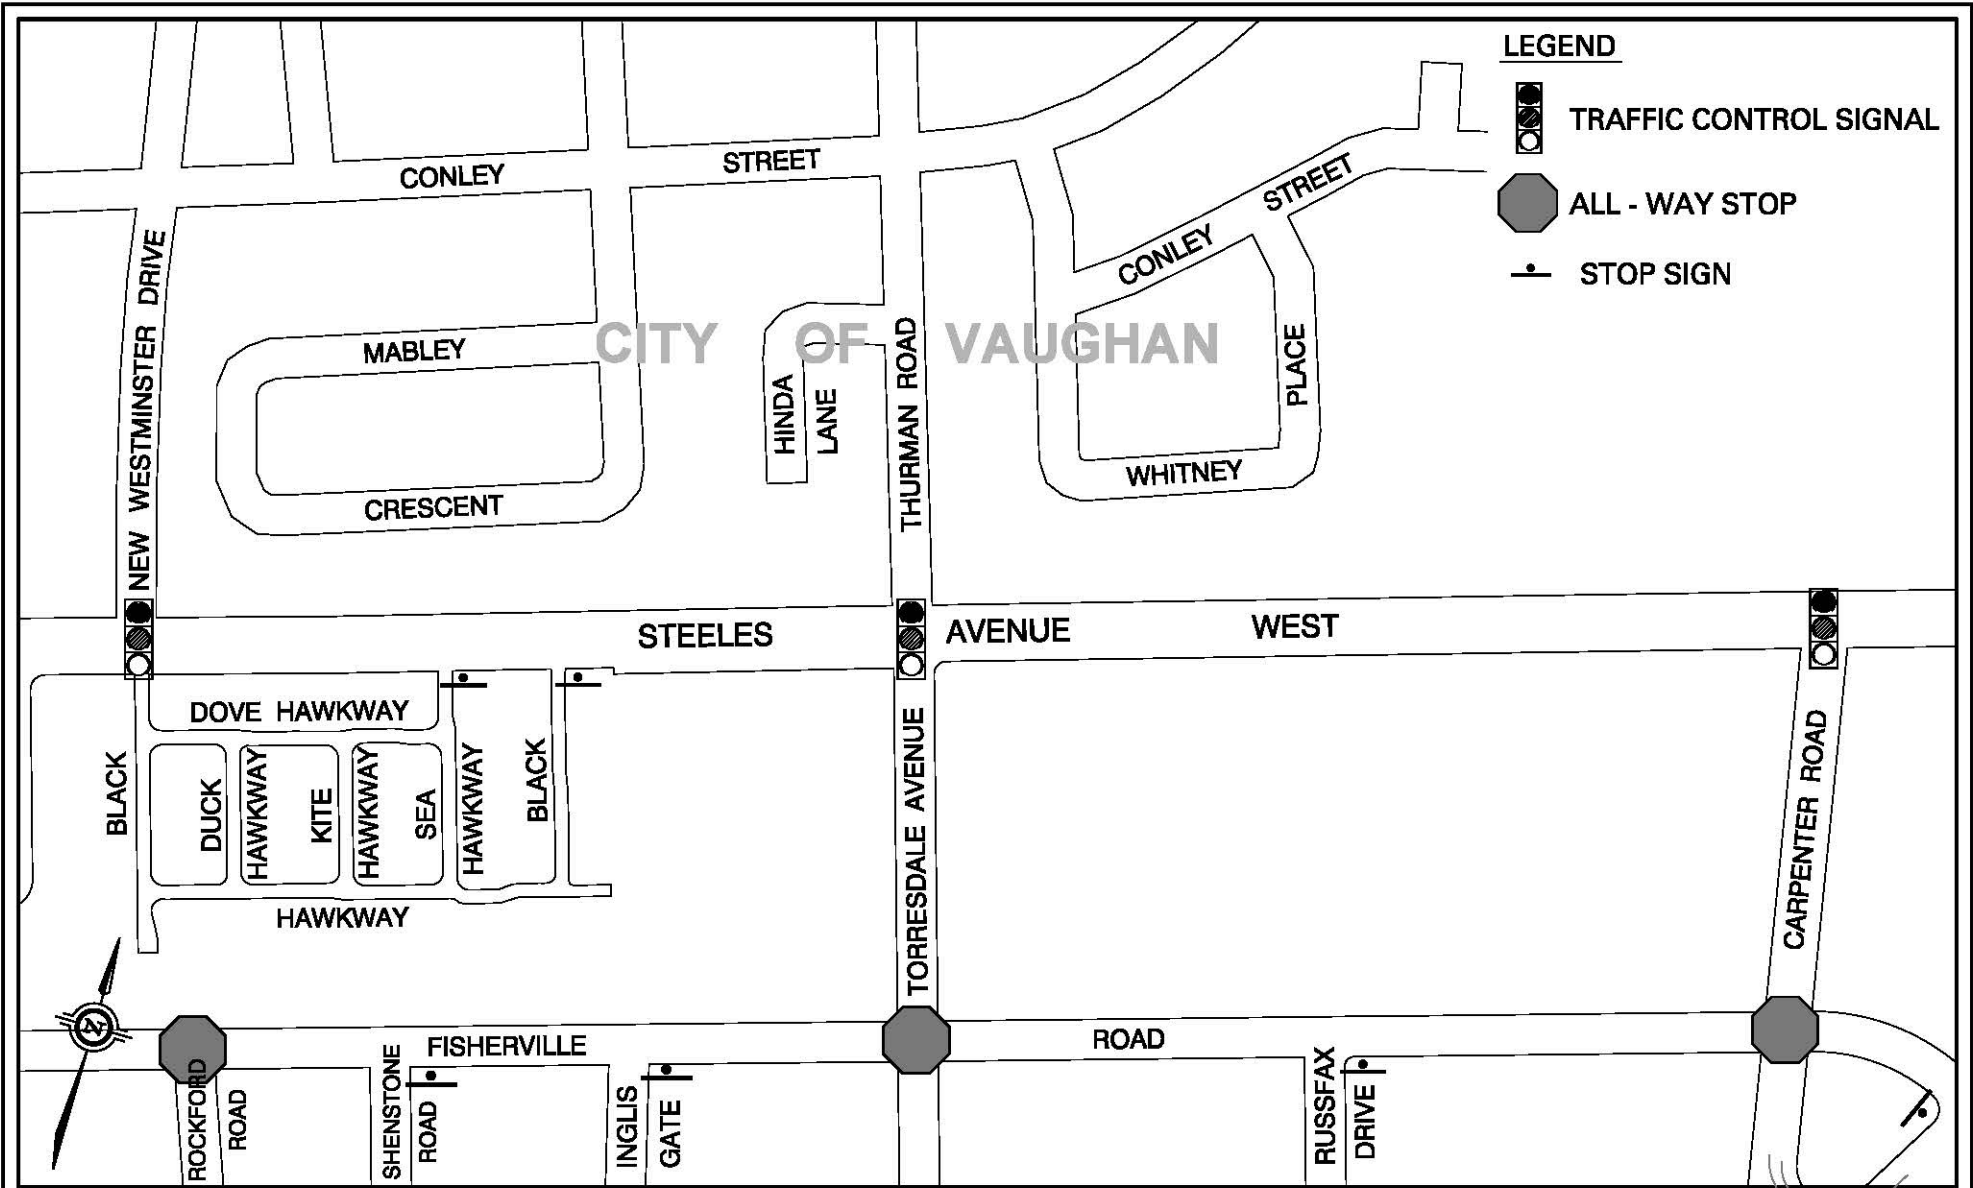 LEGEND
TRAFFIC CONTROL SIGNAL
ALL - WAY STOP
STOP SIGN
CONLEY STREET
CONLEY STREET
NEW WESTMINSTER DRIVE
MABLEY
CRESCENT
CITY OF VAUGHAN
HINDA
LANE
THURMAN ROAD
PLACE
WHITNEY
STEELES AVENUE WEST
DOVE HAWKWAY
BLACK
DUCK
HAWKWAY
KITE
HAWKWAY
SEA
HAWKWAY
BLACK
HAWKWAY
TORRESDALE AVENUE
CARPENTER ROAD
N
FISHERVILLE ROAD
ROCKFORD
ROAD
SHENSTONE
ROAD
INGLIS
GATE
RUSSFAX
DRIVE